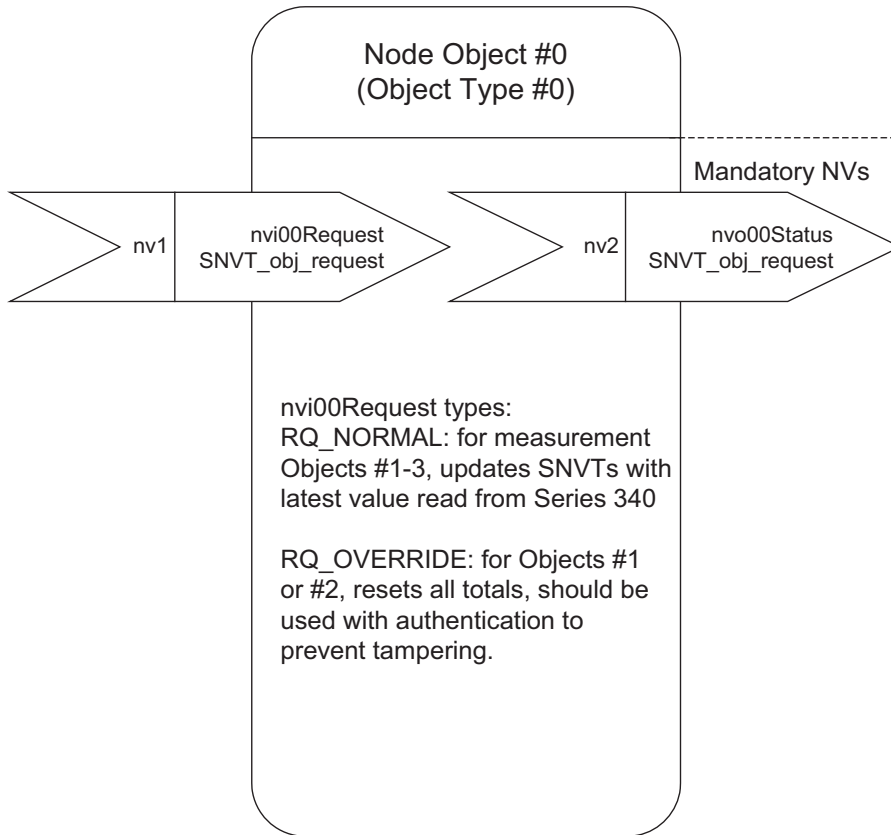 Node Object #0
(Object Type #0)
Mandatory NVs
nv1
nvi00Request
SNVT_obj_request
nv2
nvo00Status
SNVT_obj_request
nvi00Request types:
RQ_NORMAL: for measurement
Objects #1-3, updates SNVTs with
latest value read from Series 340
RQ_OVERRIDE: for Objects #1
or #2, resets all totals, should be
used with authentication to
prevent tampering.